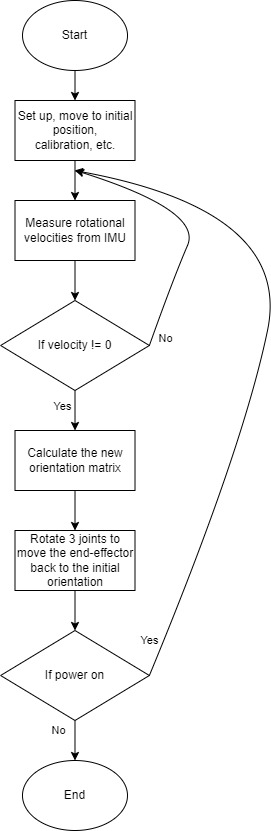 Start
Set up, move to initial
position,
calibration, etc.
Measure rotational
velocities from IMU
If velocity != 0
No
Yes
Calculate the new
orientation matrix
Rotate 3 joints to
move the end-effector
back to the initial
orientation
Yes
If power on
No
End